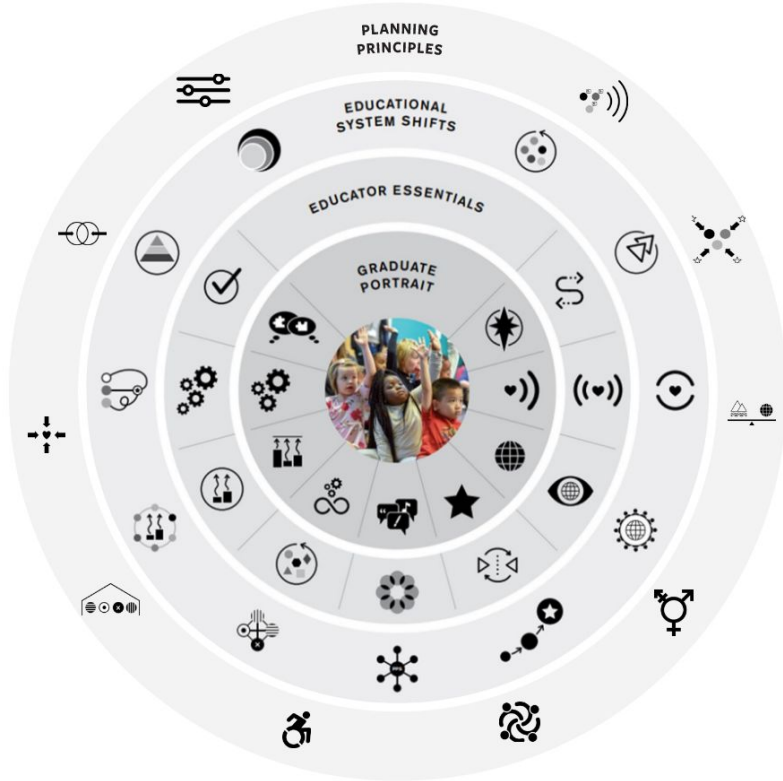 PLANNING
PRINCIPLES
EDUCATIONAL
SYSTEM SHIFTS
EDUCATOR ESSENTIALS
GRADUATE
PORTRAIT